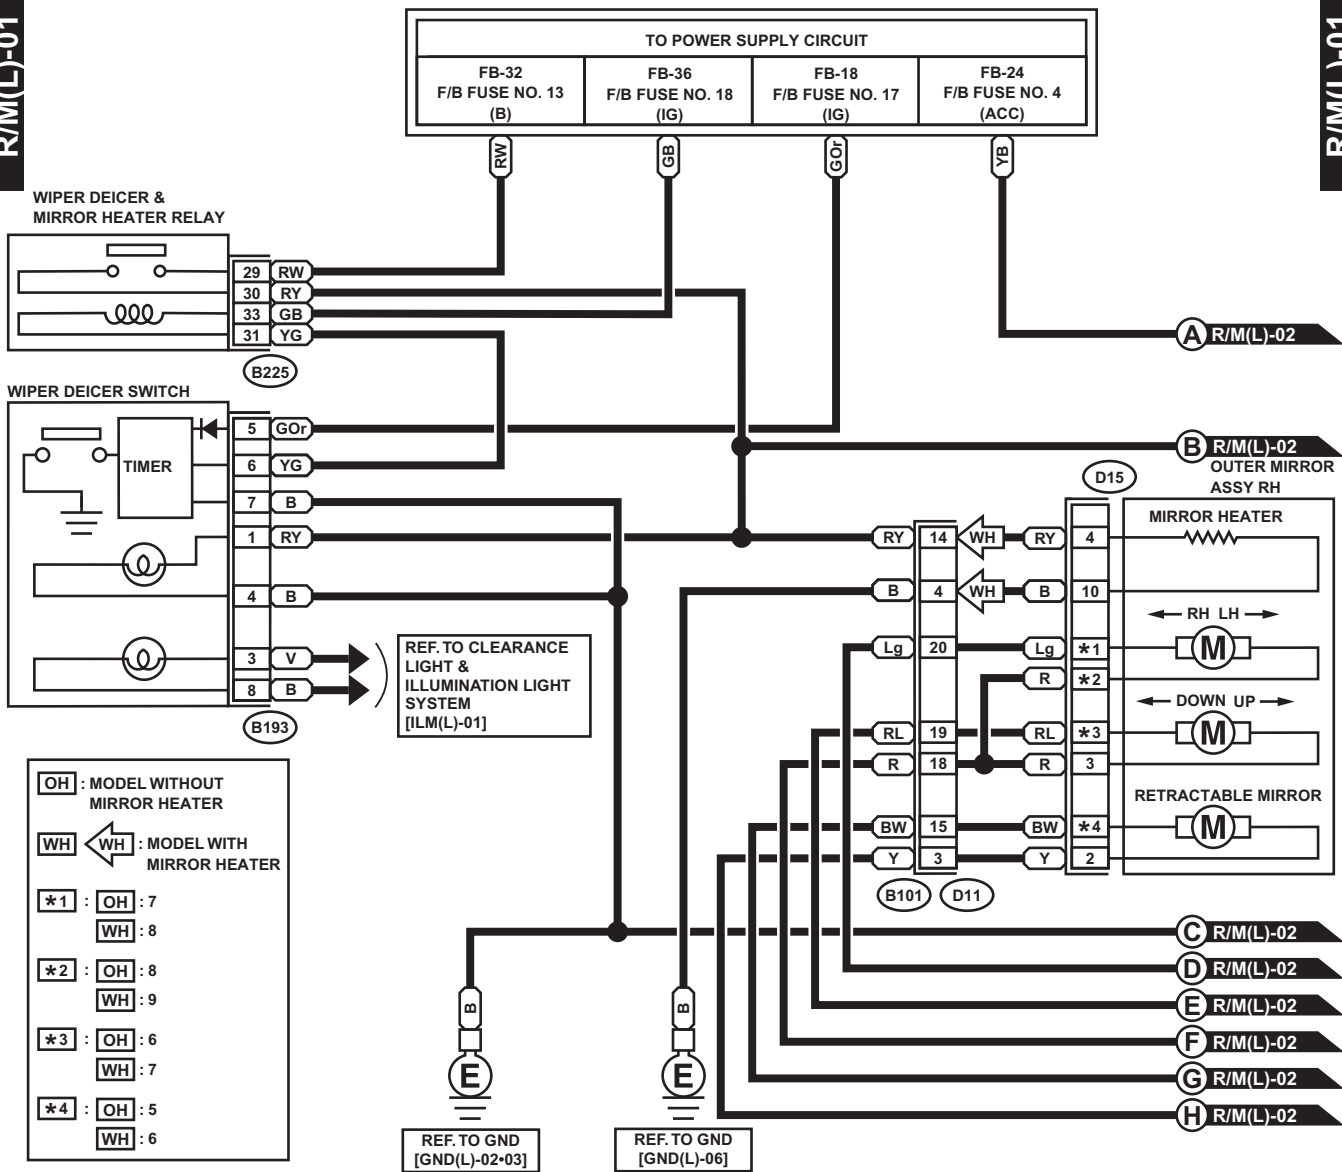 R/M(L)-01
R/M(L)-01
TO POWER SUPPLY CIRCUIT
FB-32
F/B FUSE NO. 13
(B)
FB-36
F/B FUSE NO. 18
(IG)
FB-18
F/B FUSE NO. 17
(IG)
FB-24
F/B FUSE NO. 4
(ACC)
RW
GB
GOr
YB
WIPER DEICER &
MIRROR HEATER RELAY
29 RW
30 RY
33 GB
31 YG
B225
A R/M(L)-02
WIPER DEICER SWITCH
TIMER
5 GOr
6 YG
7 B
1 RY
4 B
3 V
8 B
B193
REF. TO CLEARANCE
LIGHT &
ILLUMINATION LIGHT
SYSTEM
[ILM(L)-01]
B R/M(L)-02
OUTER MIRROR
ASSY RH
D15
MIRROR HEATER
RY 14 WH RY 4
B 4 WH B 10
RH LH
Lg 20 Lg *1 M
R *2
DOWN UP
RL 19 RL *3 M
R 18 R 3
RETRACTABLE MIRROR
BW 15 BW *4 M
Y 3 Y 2
B101 D11
OH : MODEL WITHOUT
MIRROR HEATER
WH WH : MODEL WITH
MIRROR HEATER
*1 : OH : 7
WH : 8
*2 : OH : 8
WH : 9
*3 : OH : 6
WH : 7
*4 : OH : 5
WH : 6
C R/M(L)-02
D R/M(L)-02
E R/M(L)-02
F R/M(L)-02
G R/M(L)-02
H R/M(L)-02
B
E
REF. TO GND
[GND(L)-02•03]
B
E
REF. TO GND
[GND(L)-06]